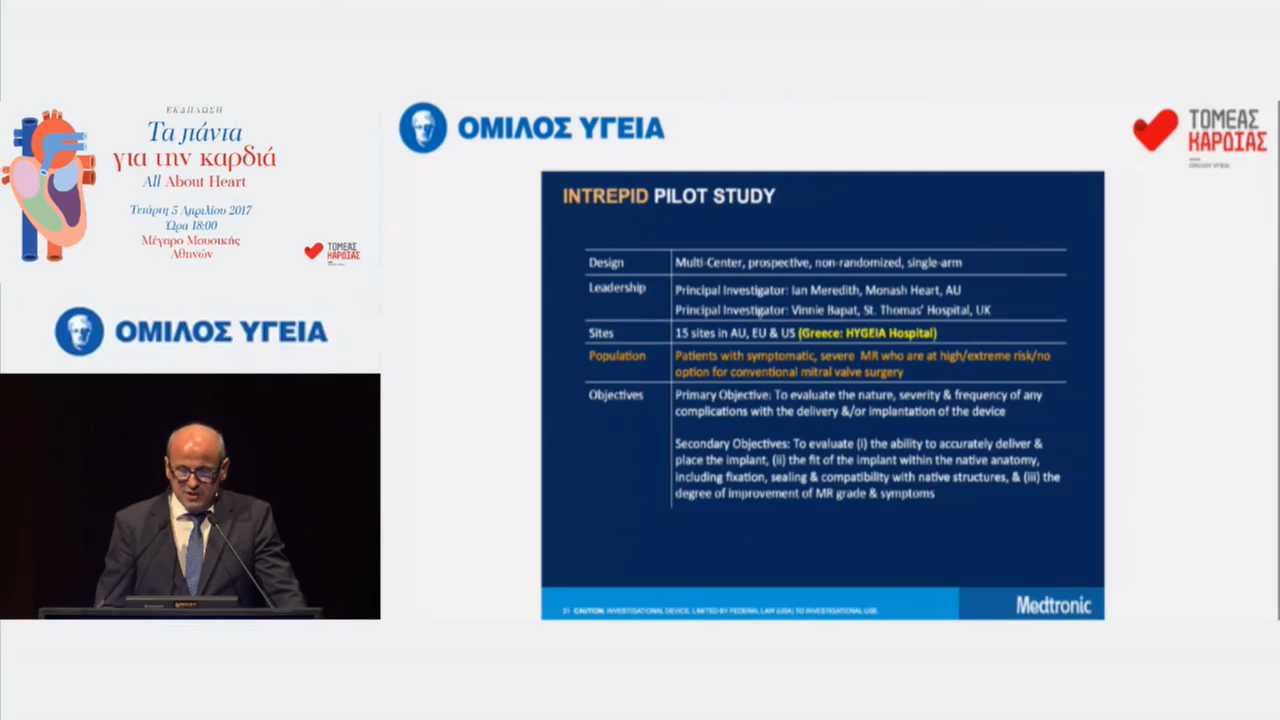 ΕΚΔΗΛΩΣΗ
Τα πάντα
για την καρδιά
All About Heart
Τετάρτη 5 Απριλίου 2017
Ώρα 18:00
Μέγαρο Μουσικής
Αθηνών
ΤΟΜΕΑΣ
ΚΑΡΔΙΑΣ
ΟΜΙΛΟΣ ΥΓΕΙΑ
ΟΜΙΛΟΣ ΥΓΕΙΑ
ΤΟΜΕΑΣ
ΚΑΡΔΙΑΣ
ΟΜΙΛΟΥ ΥΓΕΙΑ
INTREPID PILOT STUDY
Design Multi-Center, prospective, non-randomized, single-arm
Leadership Principal Investigator: Ian Meredith, Monash Heart, AU
Principal Investigator: Vinnie Bapat, St. Thomas' Hospital, UK
Sites 15 sites in AU, EU & US (Greece: HYGEIA Hospital)
Population Patients with symptomatic, severe MR who are at high/extreme risk/no
option for conventional mitral valve surgery
Objectives Primary Objective: To evaluate the nature, severity & frequency of any
complications with the delivery &/or implantation of the device
Secondary Objectives: To evaluate (i) the ability to accurately deliver &
place the implant, (ii) the fit of the implant within the native anatomy,
including fixation, sealing & compatibility with native structures, & (iii) the
degree of improvement of MR grade & symptoms
21 CAUTION: INVESTIGATIONAL DEVICE. LIMITED BY FEDERAL LAW (USA) TO INVESTIGATIONAL USE.
Medtronic